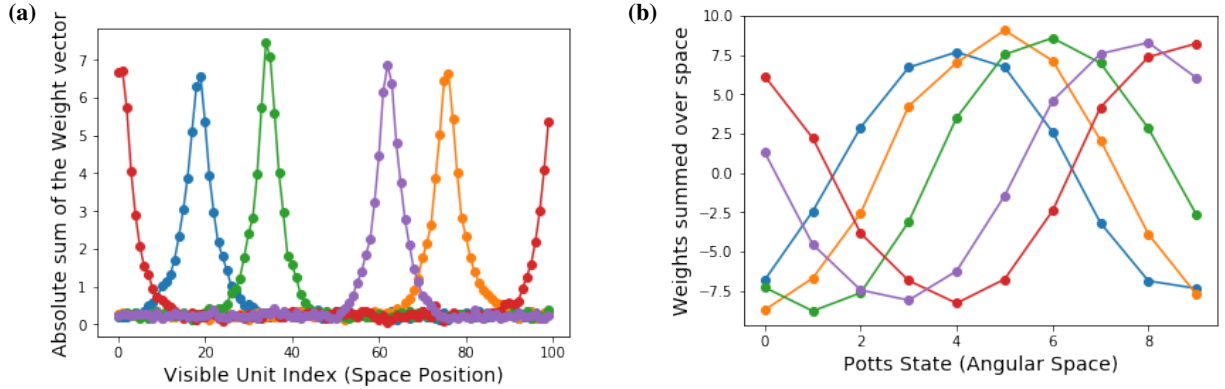 (a)
Absolute sum of the Weight vector
7
6
5
4
3
2
1
0
0 20 40 60 80 100
Visible Unit Index (Space Position)
(b)
Weights summed over space
10.0
7.5
5.0
2.5
0.0
−2.5
−5.0
−7.5
0 2 4 6 8
Potts State (Angular Space)